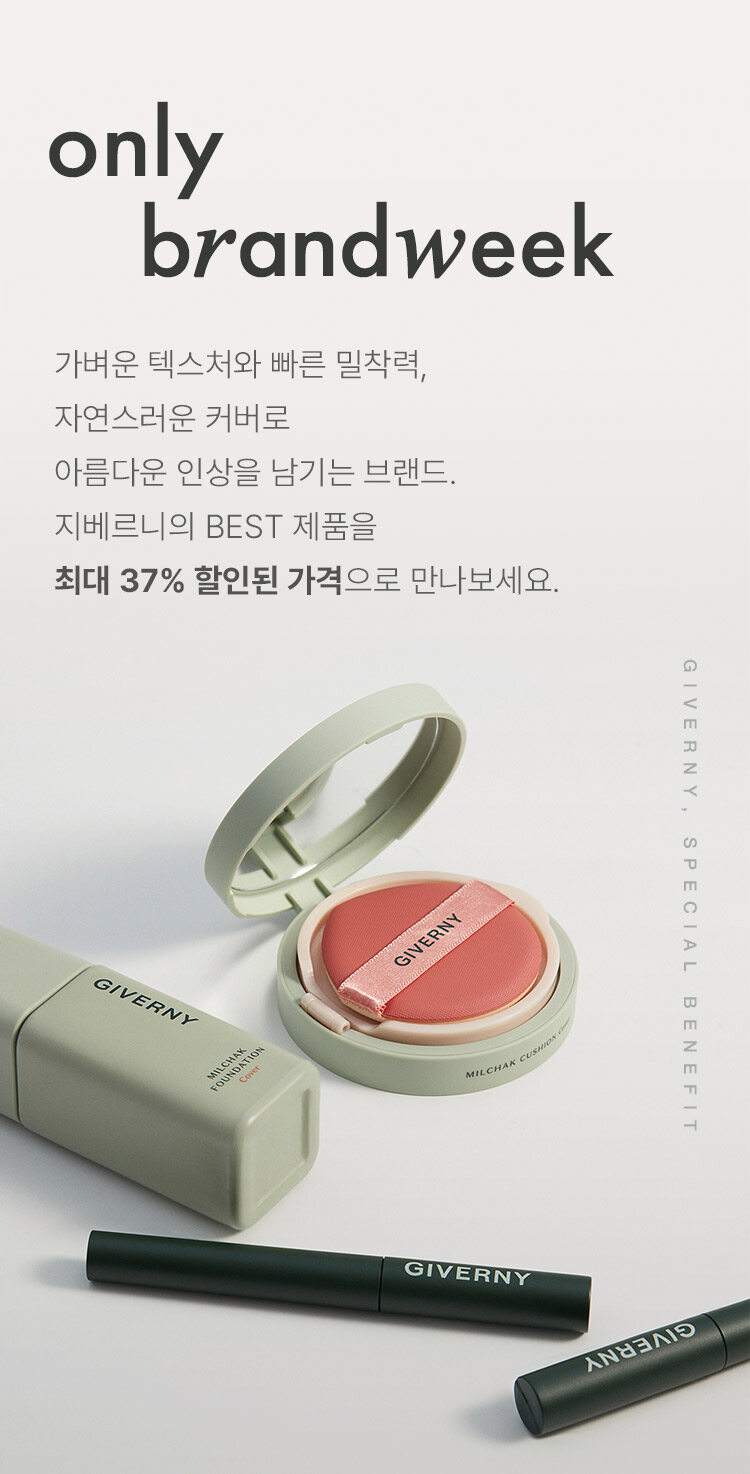 only
brandweek
가벼운 텍스처와 빠른 밀착력,
자연스러운 커버로
아름다운 인상을 남기는 브랜드.
지베르니의 BEST 제품을
최대 37% 할인된 가격으로 만나보세요.
GIVERNY, SPECIAL BENEFIT
GIVERNY
MILCHAK CUSHION
GIVERNY
MILCHAK
FOUNDATION
Cover
GIVERNY
GIVERNY